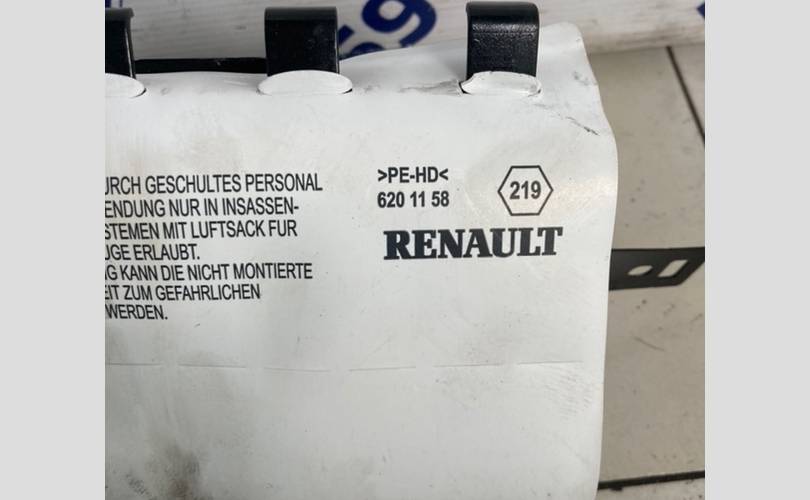 URCH GESCHULTES PERSONAL
ENDUNG NUR IN INSASSEN-
STEMEN MIT LUFTSACK FUR
UGE ERLAUBT.
G KANN DIE NICHT MONTIERTE
EIT ZUM GEFAHRLICHEN
WERDEN.
>PE-HD<
620 11 58
219
RENAULT
59